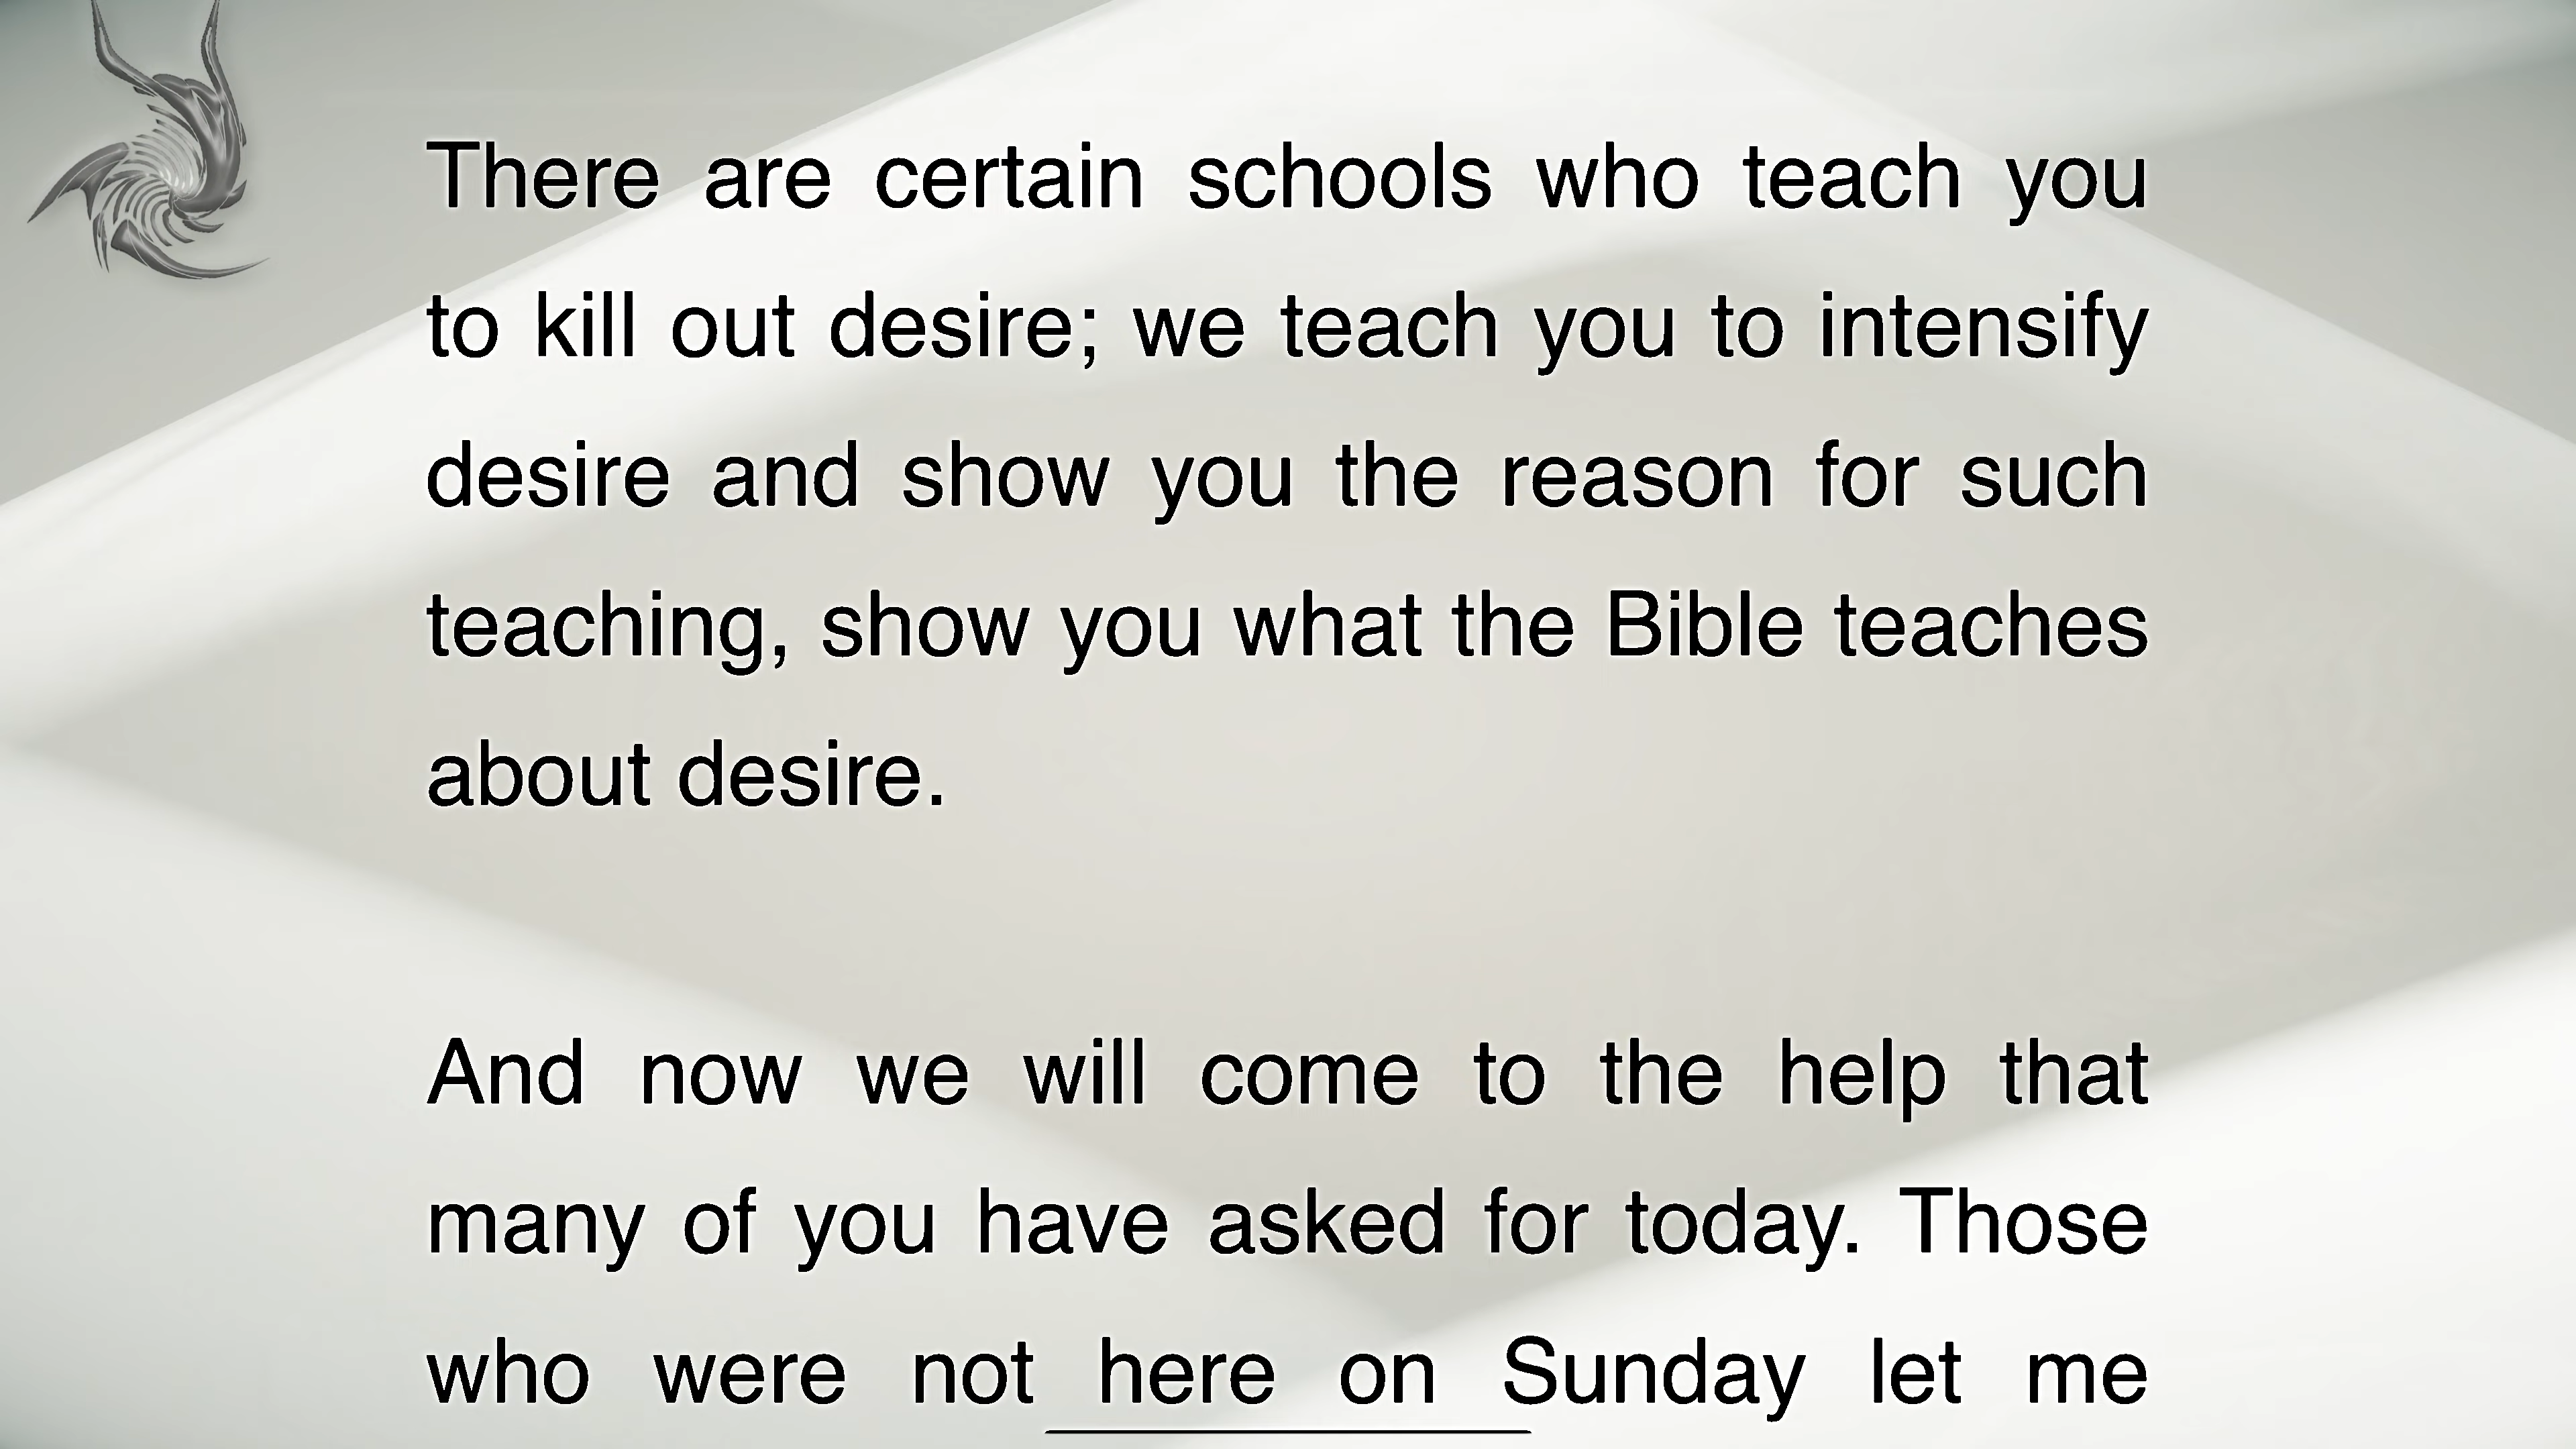 There are certain schools who teach you
to kill out desire; we teach you to intensify
desire and show you the reason for such
teaching, show you what the Bible teaches
about desire.
And now we will come to the help that
many of you have asked for today. Those
who were not here on Sunday let me